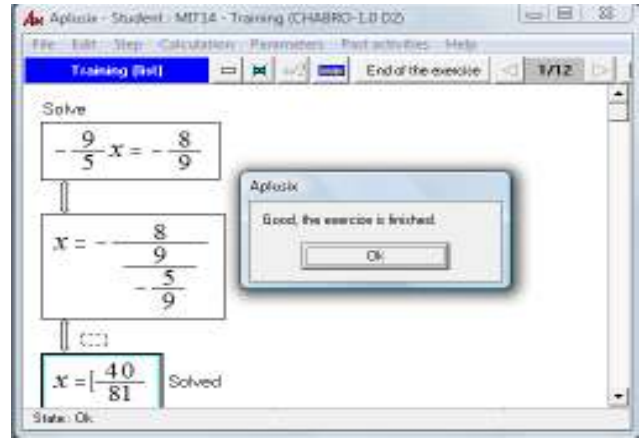 Aplusix - Student : MIT14 - Training (CHABRO-1.0 D2)
File Edit Step Calculation Parameters Past activities Help
Training (list) End of the exercise 1/12
Solve
-9/5 x = -8/9
Aplusix
Good, the exercise is finished.
Ok
x = -8/(9/(-5/9))
x = [40/81 Solved
State : Ok